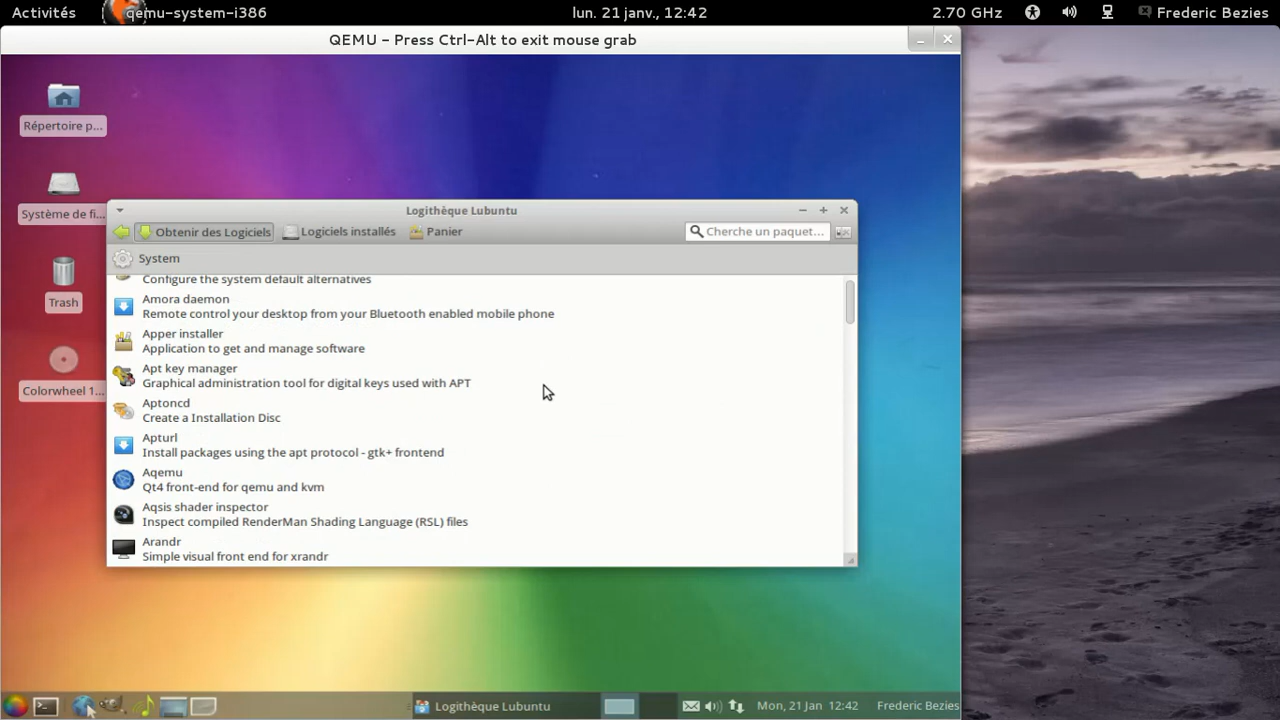 Activités qemu-system-i386 lun. 21 janv., 12:42 2.70 GHz Frederic Bezies
QEMU - Press Ctrl-Alt to exit mouse grab
Répertoire p...
Système de fi...
Trash
Colorwheel 1...
Logithèque Lubuntu
Obtenir des Logiciels Logiciels installés Panier Cherche un paquet...
System
Configure the system default alternatives
Amora daemon
Remote control your desktop from your Bluetooth enabled mobile phone
Apper installer
Application to get and manage software
Apt key manager
Graphical administration tool for digital keys used with APT
Aptoncd
Create a Installation Disc
Apturl
Install packages using the apt protocol - gtk+ frontend
Aqemu
Qt4 front-end for qemu and kvm
Aqsis shader inspector
Inspect compiled RenderMan Shading Language (RSL) files
Arandr
Simple visual front end for xrandr
Logithèque Lubuntu Mon, 21 Jan 12:42 Frederic Bezies